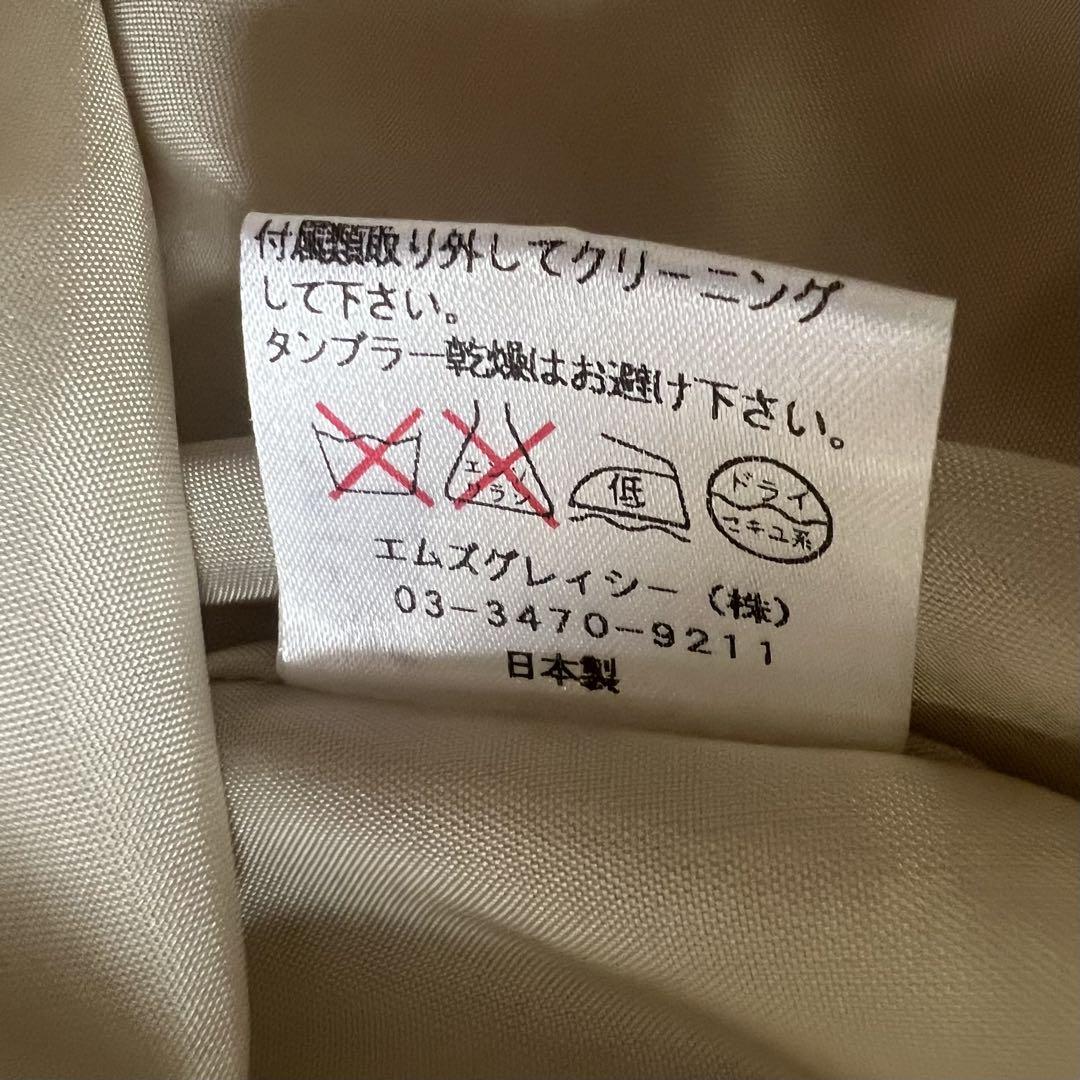 付属類取り外してクリーニング
して下さい。
タンブラー乾燥はお避け下さい。
エンソ
サラシ
低
ドライ
セキユ系
エムズグレイシー（株）
03-3470-9211
日本製